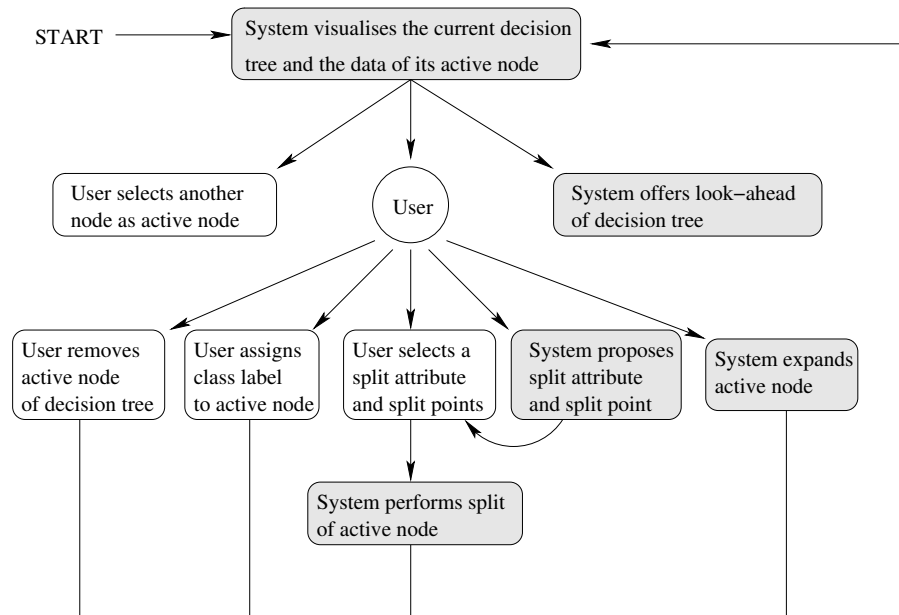 START
System visualises the current decision
tree and the data of its active node
User selects another
node as active node
User
System offers look−ahead
of decision tree
User removes
active node
of decision tree
User assigns
class label
to active node
User selects a
split attribute
and split points
System proposes
split attribute
and split point
System expands
active node
System performs split
of active node